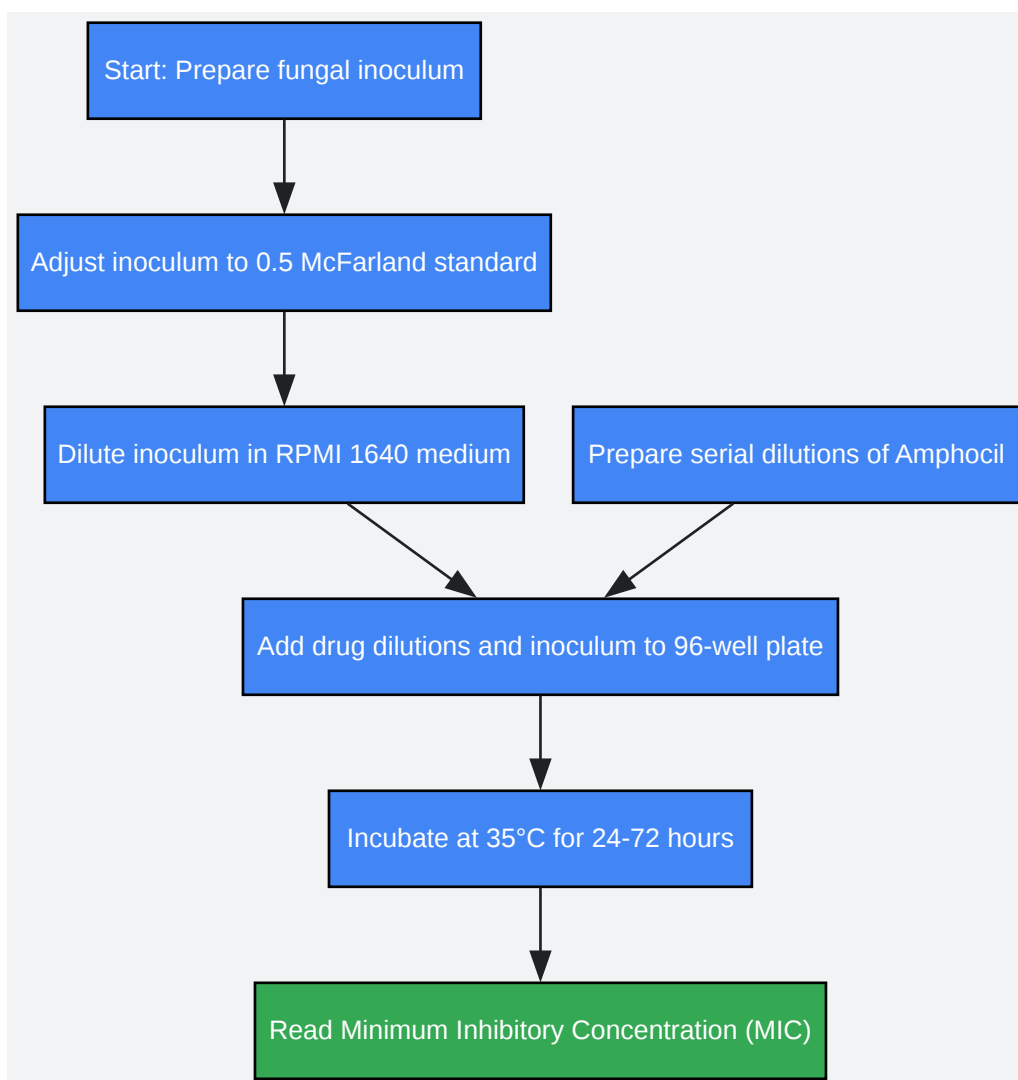 Start: Prepare fungal inoculum
Adjust inoculum to 0.5 McFarland standard
Dilute inoculum in RPMI 1640 medium
Prepare serial dilutions of Amphocil
Add drug dilutions and inoculum to 96-well plate
Incubate at 35°C for 24-72 hours
Read Minimum Inhibitory Concentration (MIC)